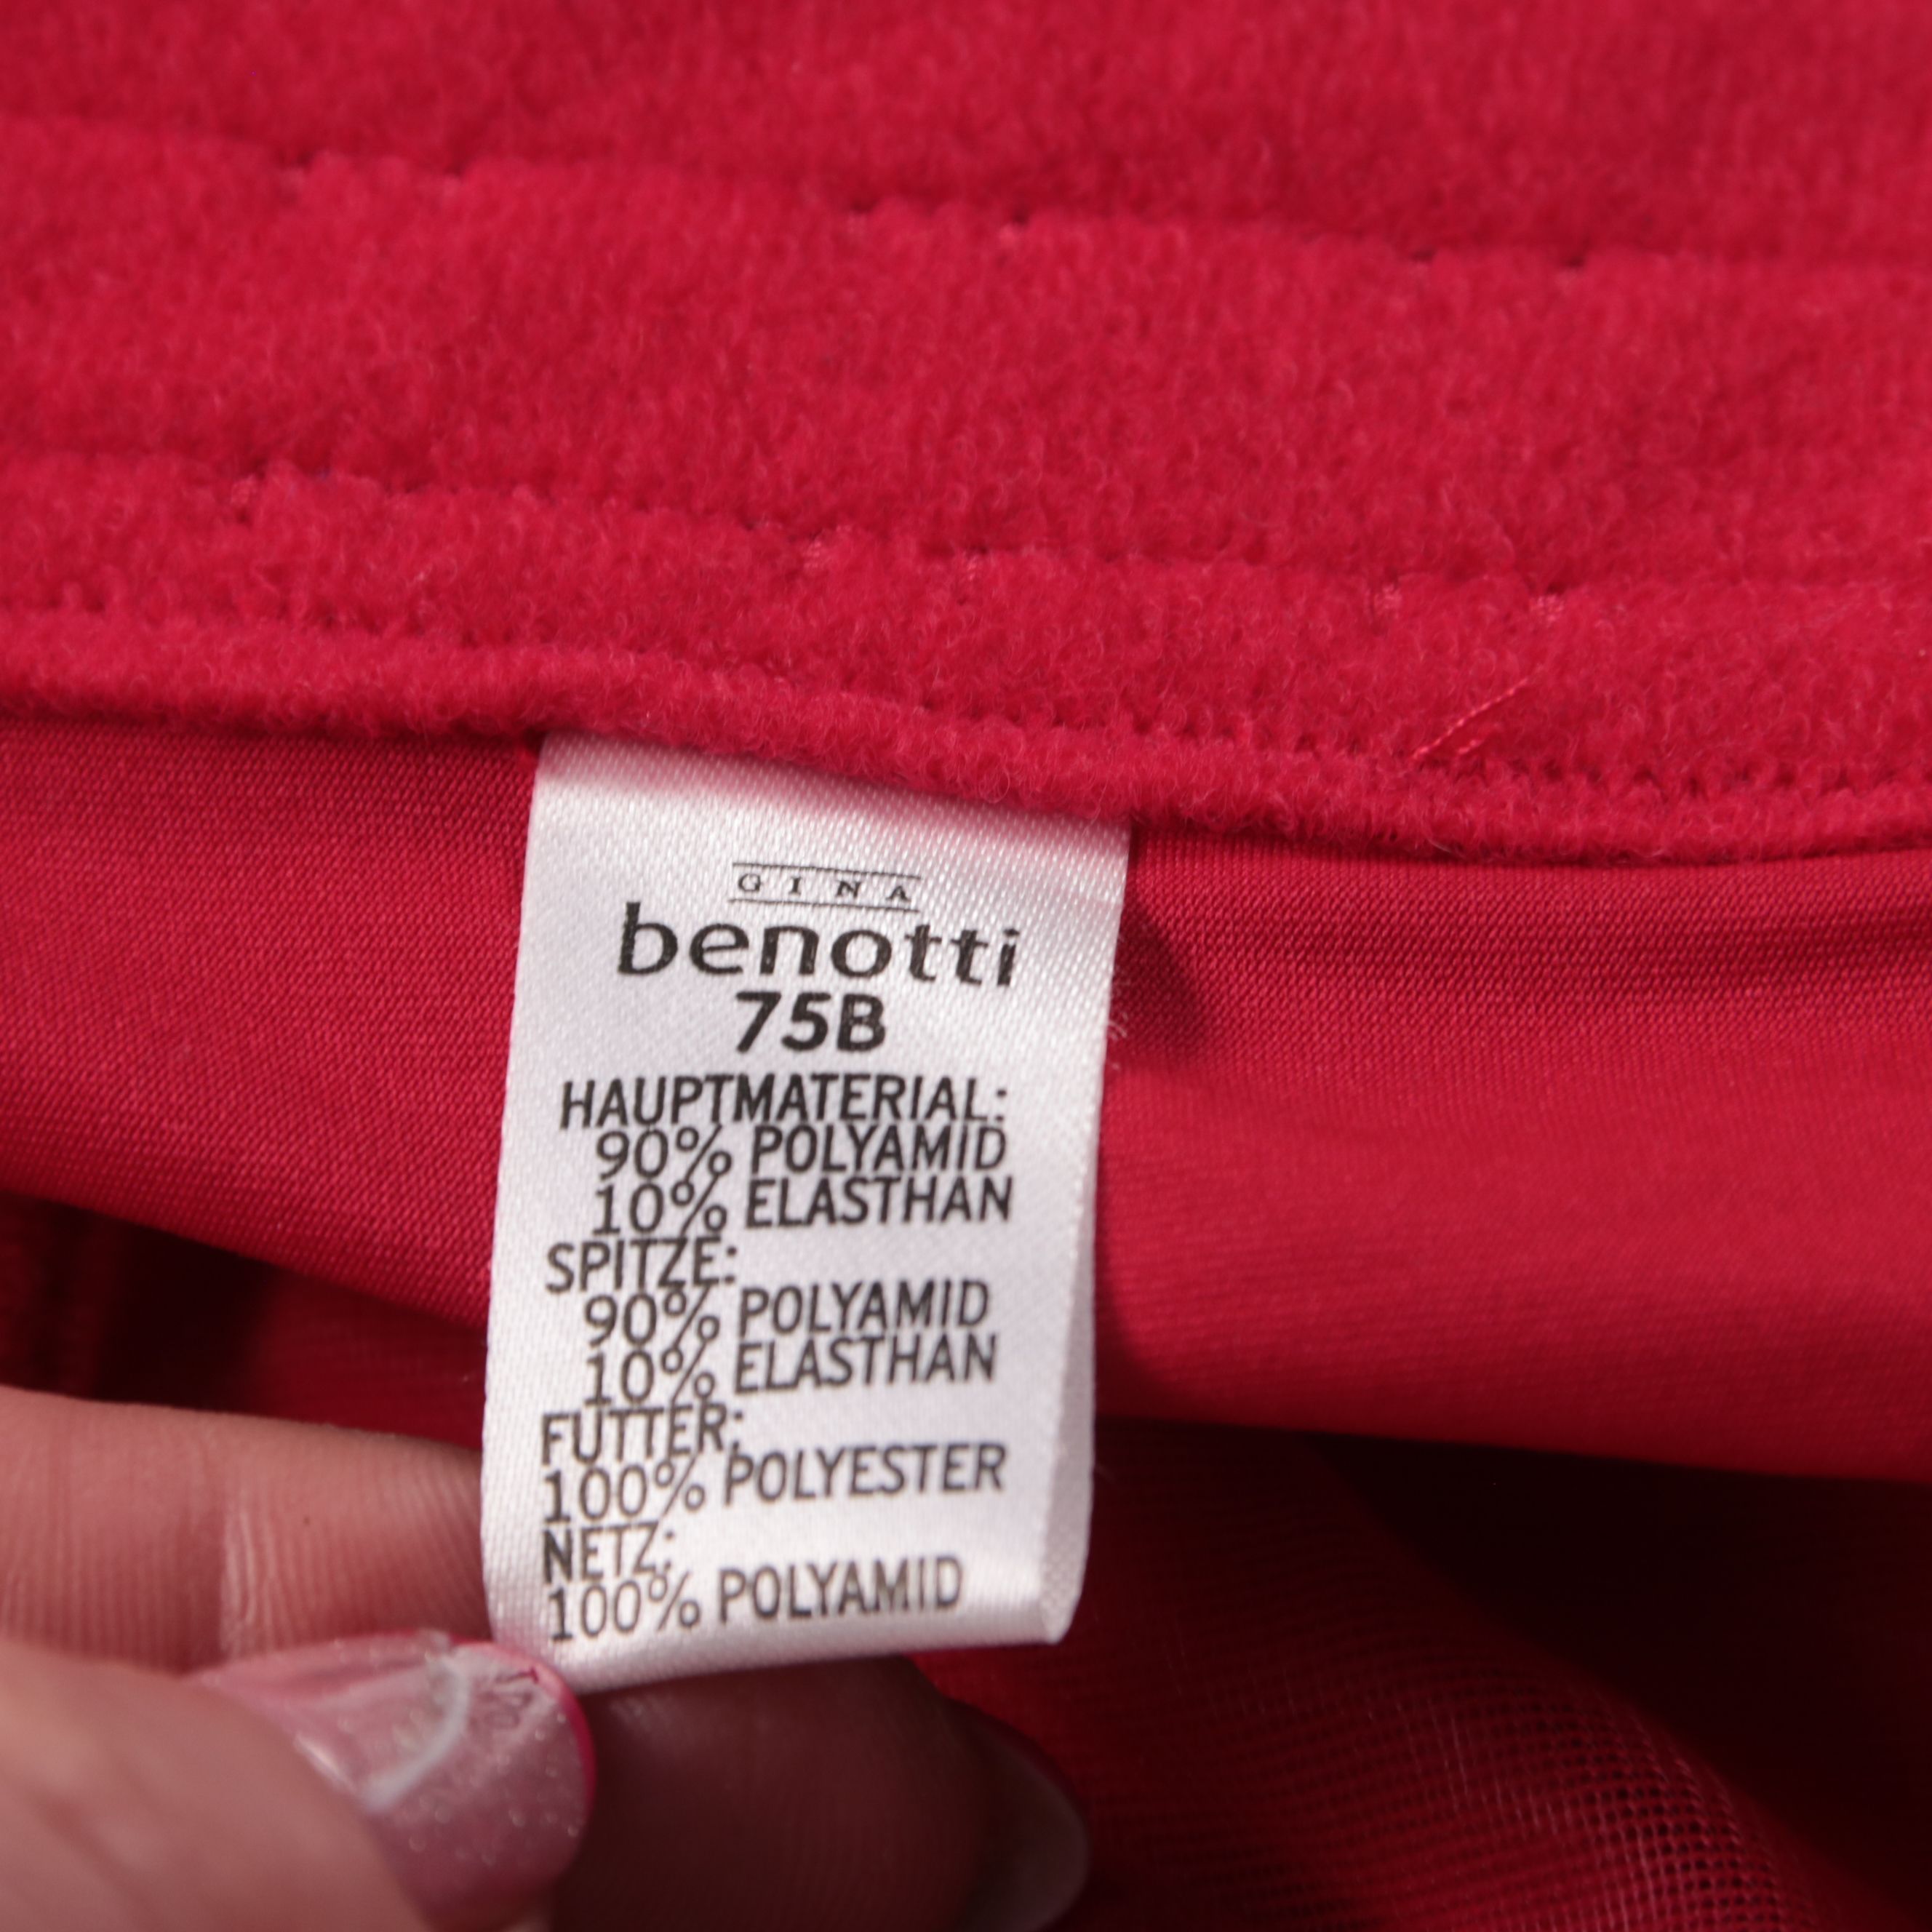 GINA
benotti
75B
HAUPTMATERIAL:
90% POLYAMID
10% ELASTHAN
SPITZE:
90% POLYAMID
10% ELASTHAN
FUTTER:
100% POLYESTER
NETZ:
100% POLYAMID